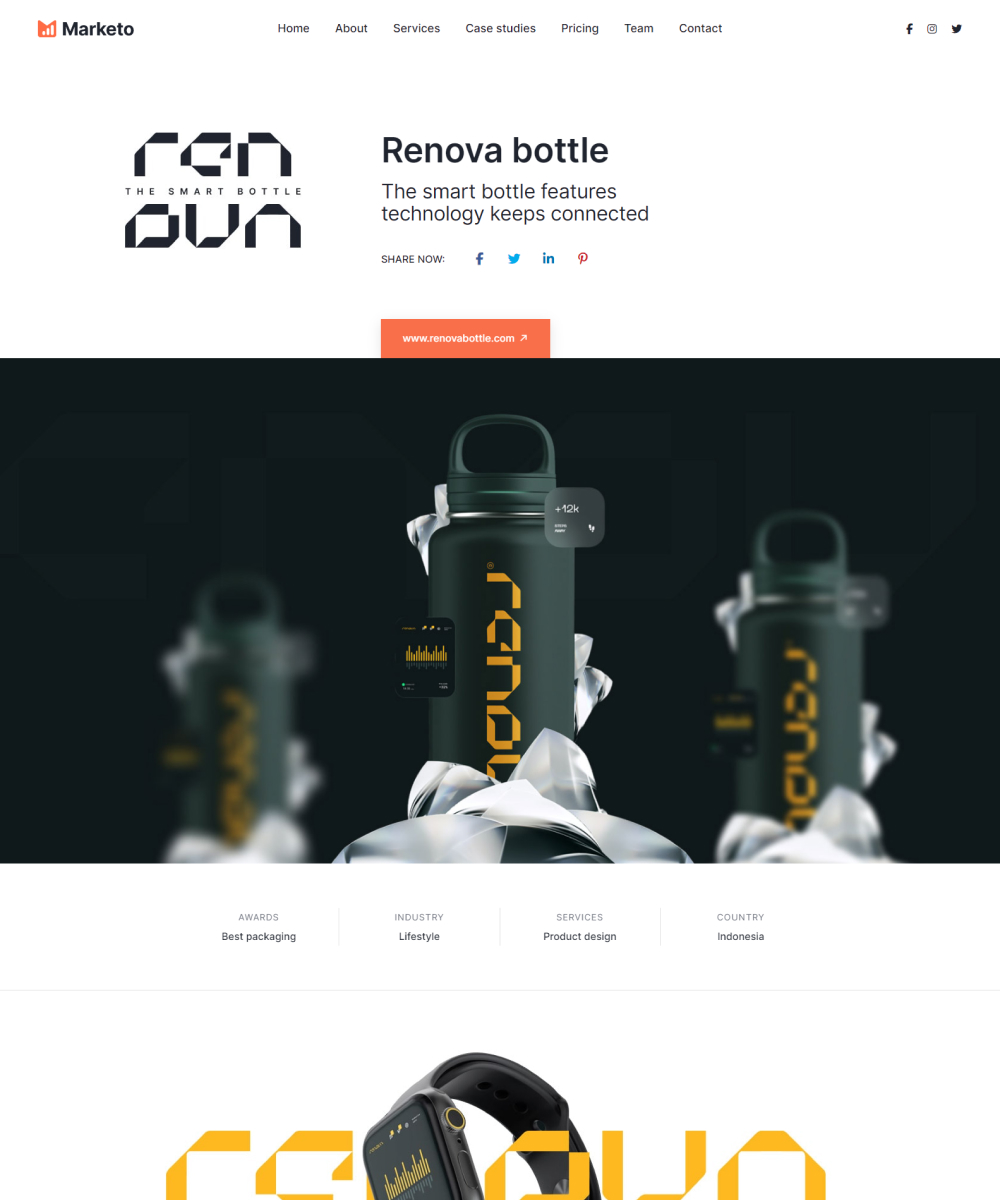 Marketo
Home About Services Case studies Pricing Team Contact
ren
THE SMART BOTTLE
ova
Renova bottle
The smart bottle features
technology keeps connected
SHARE NOW:
www.renovabottle.com
+12k
AWARDS
Best packaging
INDUSTRY
Lifestyle
SERVICES
Product design
COUNTRY
Indonesia